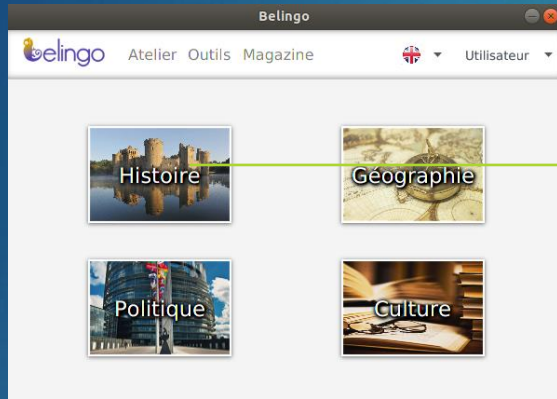 Belingo
Belingo Atelier Outils Magazine Utilisateur
Histoire Géographie
Politique Culture